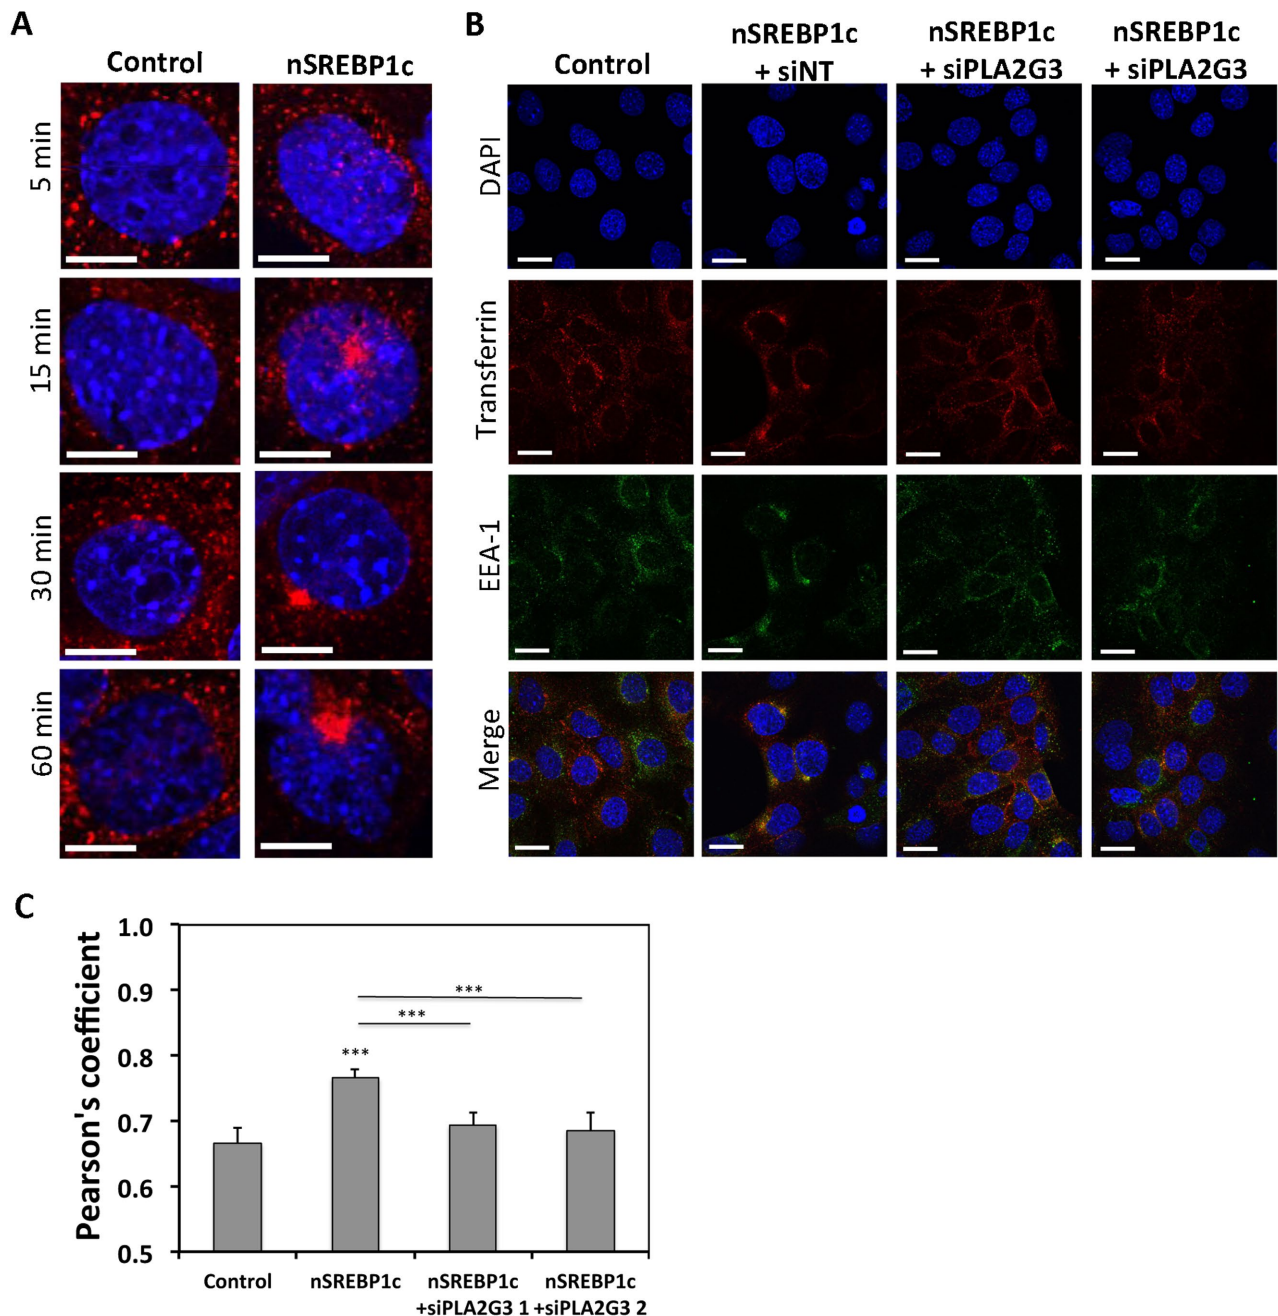 A
Control
nSREBP1c
5 min
15 min
30 min
60 min
B
Control
nSREBP1c
+ siNT
nSREBP1c
+ siPLA2G3
nSREBP1c
+ siPLA2G3
DAPI
Transferrin
EEA-1
Merge
C
Pearson's coefficient
1.0
0.9
0.8
0.7
0.6
0.5
***
***
***
Control
nSREBP1c
nSREBP1c
+siPLA2G3 1
nSREBP1c
+siPLA2G3 2